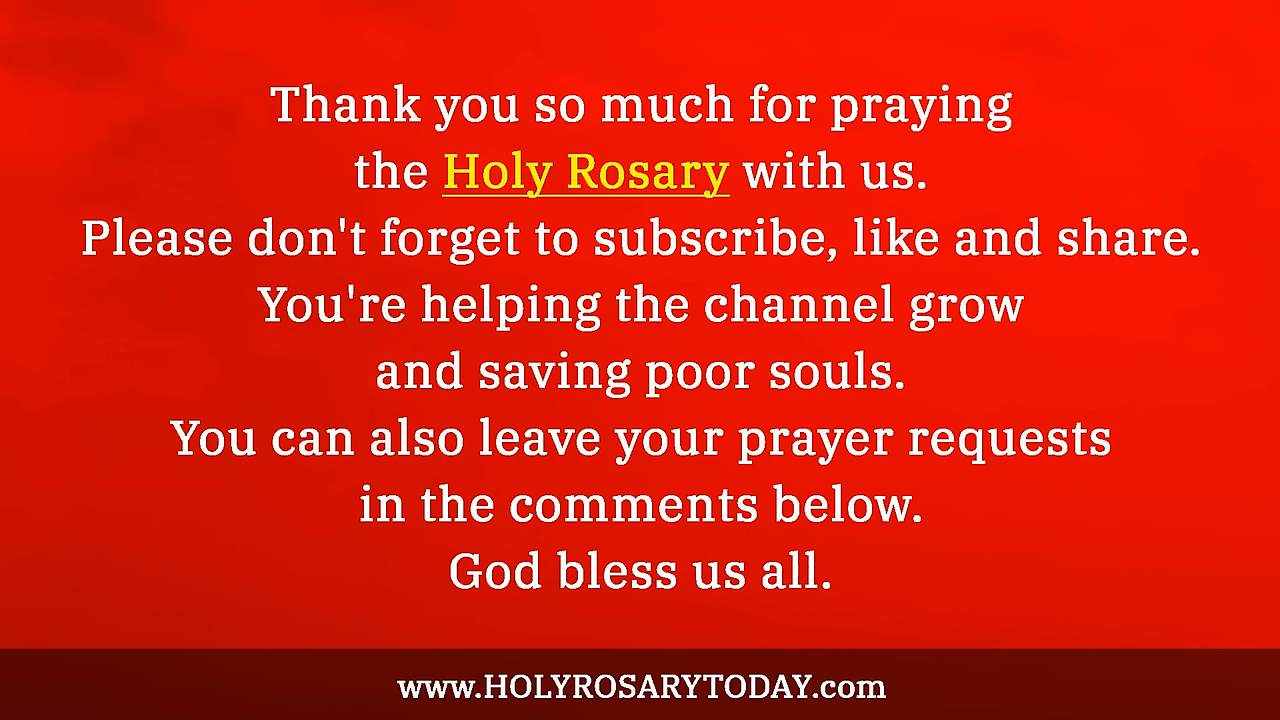 Thank you so much for praying
the Holy Rosary with us.
Please don't forget to subscribe, like and share.
You're helping the channel grow
and saving poor souls.
You can also leave your prayer requests
in the comments below.
God bless us all.
www.HOLYROSARYTODAY.com